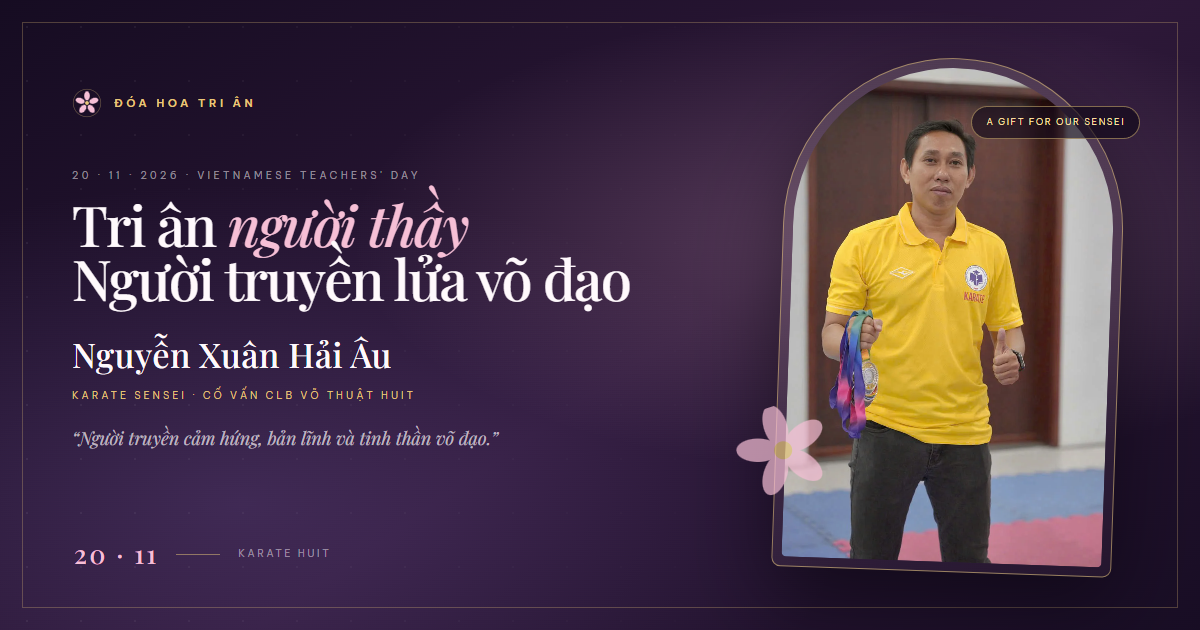 ĐÓA HOA TRI ÂN
A GIFT FOR OUR SENSEI
20 · 11 · 2026 · VIETNAMESE TEACHERS' DAY
Tri ân người thầy
Người truyền lửa võ đạo
Nguyễn Xuân Hải Âu
KARATE SENSEI · CỐ VẤN CLB VÕ THUẬT HUIT
“Người truyền cảm hứng, bản lĩnh và tinh thần võ đạo.”
20 · 11
KARATE HUIT
KARATE